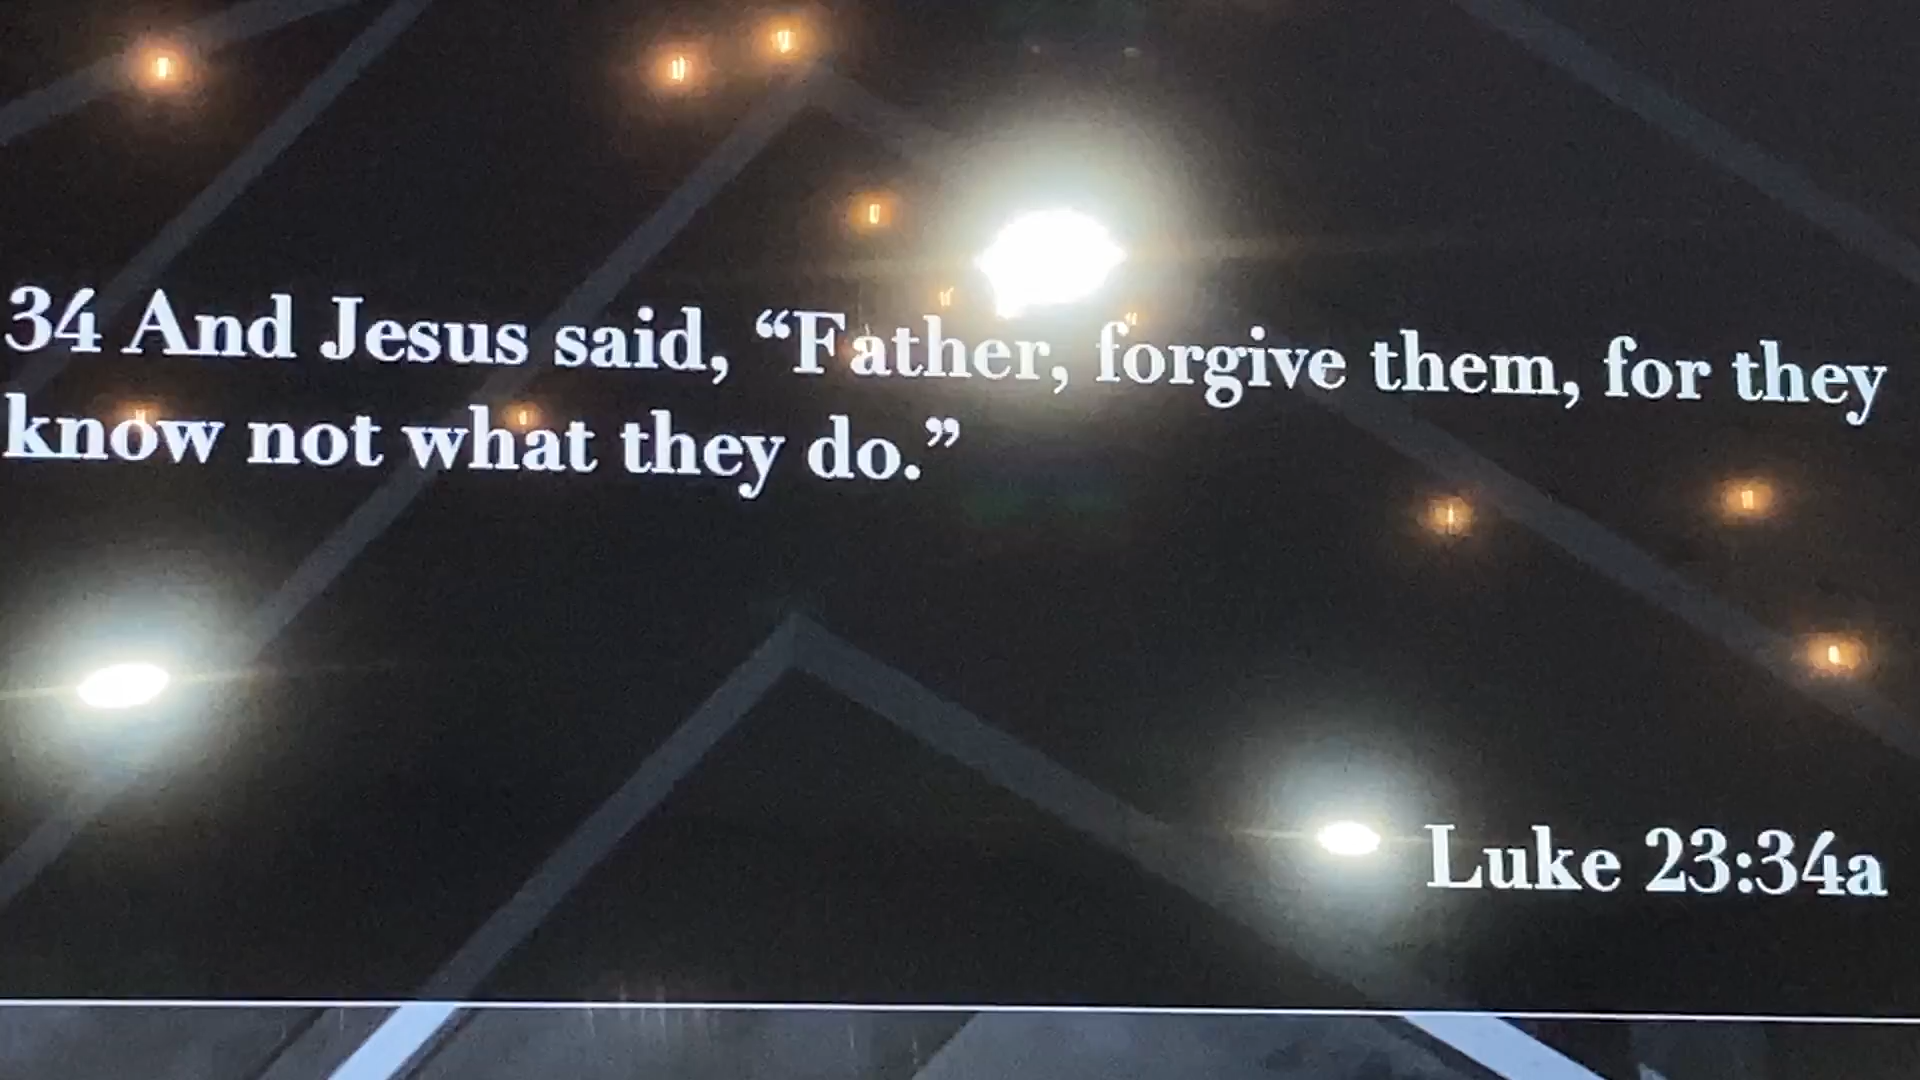 34 And Jesus said, “Father, forgive them, for they
know not what they do.”
Luke 23:34a